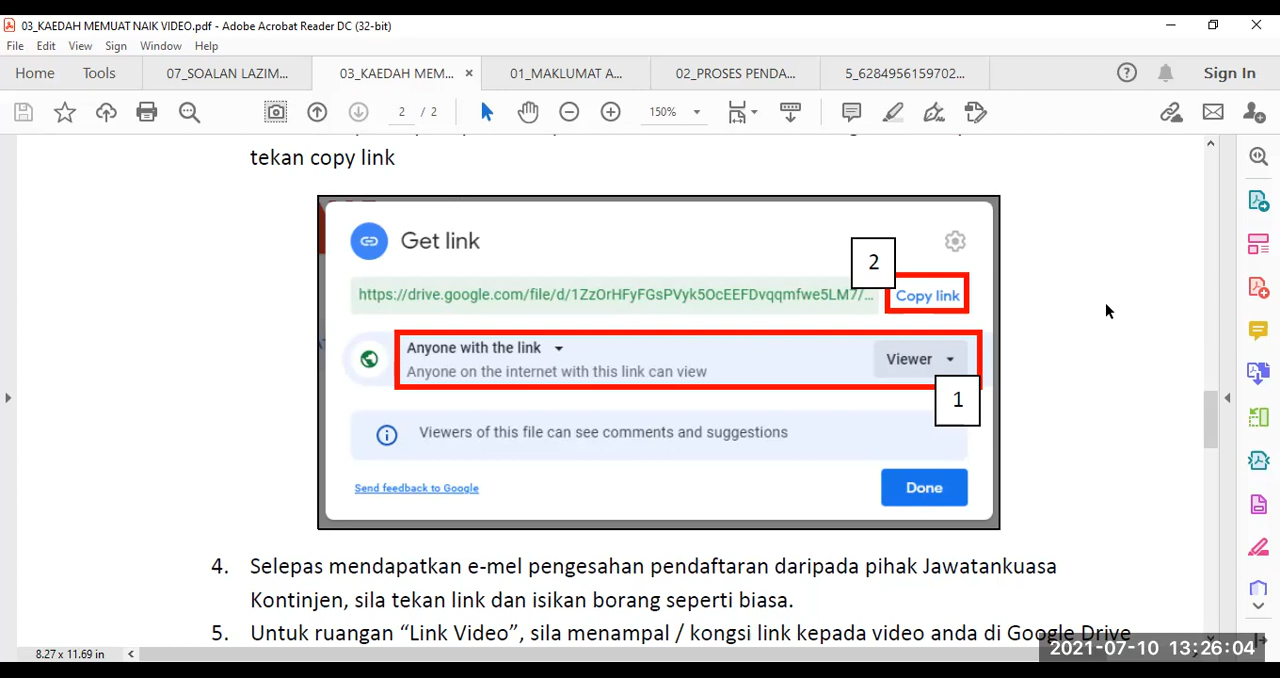 03_KAEDAH MEMUAT NAIK VIDEO.pdf - Adobe Acrobat Reader DC (32-bit)
File Edit View Sign Window Help
Home Tools 07_SOALAN LAZIM... 03_KAEDAH MEM... × 01_MAKLUMAT A... 02_PROSES PENDA... 5_6284956159702... Sign In
2 / 2 150%
tekan copy link
Get link
2
https://drive.google.com/file/d/1ZzOrHFyFGsPVyk5OcEEFDvqqmfwe5LM7/... Copy link
Anyone with the link
Anyone on the internet with this link can view
Viewer
1
Viewers of this file can see comments and suggestions
Send feedback to Google
Done
4. Selepas mendapatkan e-mel pengesahan pendaftaran daripada pihak Jawatankuasa
Kontinjen, sila tekan link dan isikan borang seperti biasa.
5. Untuk ruangan “Link Video”, sila menampal / kongsi link kepada video anda di Google Drive
8.27 x 11.69 in
2021-07-10 13:26:04